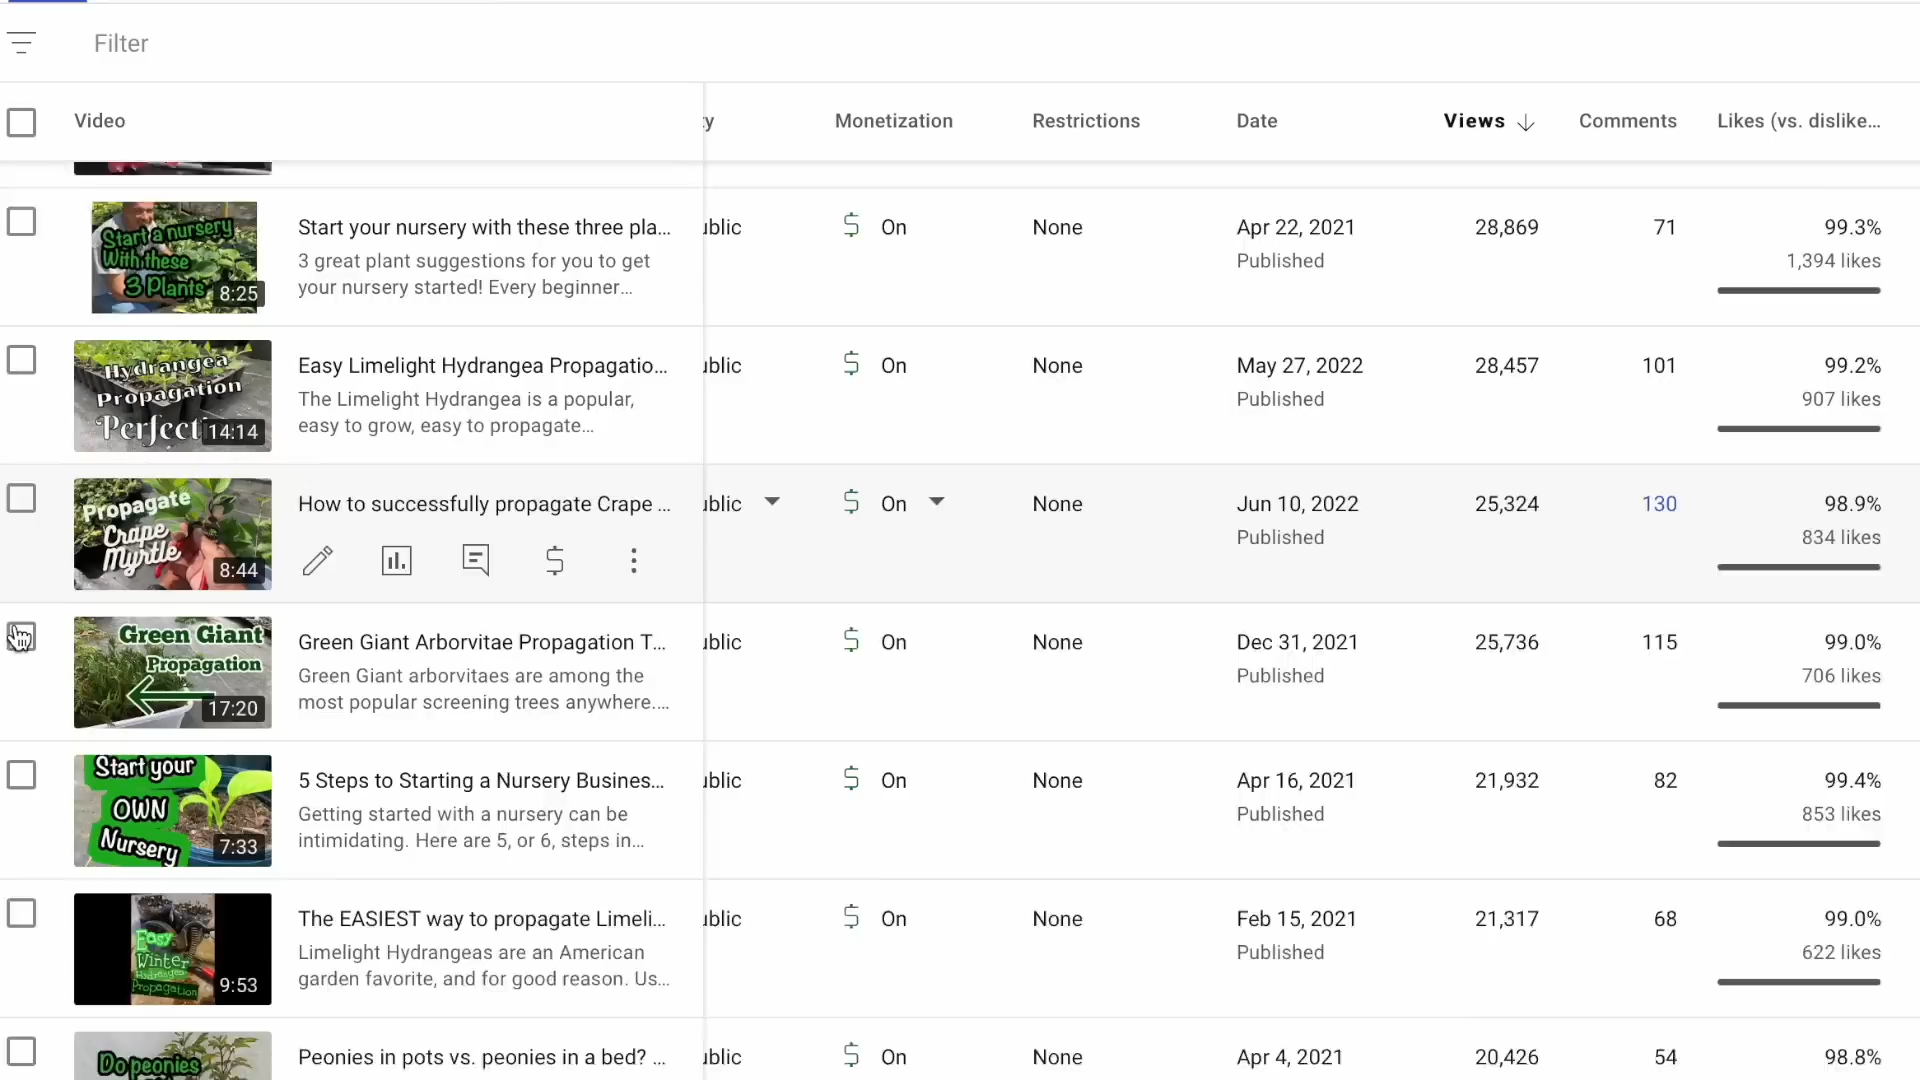 Filter
Video
ty
Monetization
Restrictions
Date
Views
Comments
Likes (vs. dislike...
Start a nursery
With these
3 Plants
8:25
Start your nursery with these three pla...
3 great plant suggestions for you to get
your nursery started! Every beginner...
ublic
$ On
None
Apr 22, 2021
Published
28,869
71
99.3%
1,394 likes
Hydrangea
Propagation
Perfecti
14:14
Easy Limelight Hydrangea Propagatio...
The Limelight Hydrangea is a popular,
easy to grow, easy to propagate...
ublic
$ On
None
May 27, 2022
Published
28,457
101
99.2%
907 likes
Propagate
Crape
Myrtle
8:44
How to successfully propagate Crape ...
ublic
$ On
None
Jun 10, 2022
Published
25,324
130
98.9%
834 likes
Green Giant
Propagation
17:20
Green Giant Arborvitae Propagation T...
Green Giant arborvitaes are among the
most popular screening trees anywhere....
ublic
$ On
None
Dec 31, 2021
Published
25,736
115
99.0%
706 likes
Start your
OWN
Nursery
7:33
5 Steps to Starting a Nursery Busines...
Getting started with a nursery can be
intimidating. Here are 5, or 6, steps in...
ublic
$ On
None
Apr 16, 2021
Published
21,932
82
99.4%
853 likes
Easy
Winter
Hydrangea
Propagation
9:53
The EASIEST way to propagate Limeli...
Limelight Hydrangeas are an American
garden favorite, and for good reason. Us...
ublic
$ On
None
Feb 15, 2021
Published
21,317
68
99.0%
622 likes
Do peonies
Peonies in pots vs. peonies in a bed? ...
ublic
$ On
None
Apr 4, 2021
20,426
54
98.8%